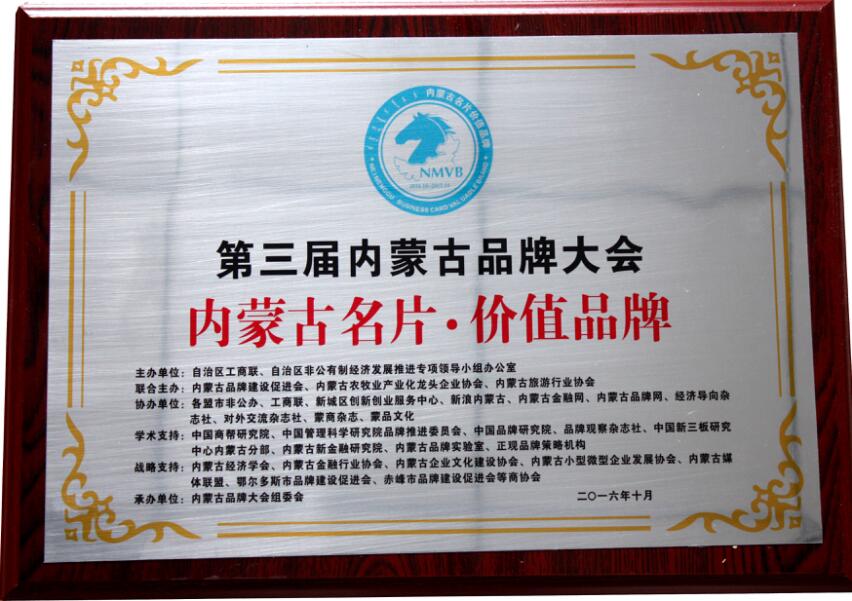 内蒙古名片价值品牌
NMVB
NEIMENGGU BUSINESS CARD VALUABLE BRAND
第三届内蒙古品牌大会
内蒙古名片·价值品牌
主办单位：自治区工商联、自治区非公有制经济发展推进专项领导小组办公室
联合主办：内蒙古品牌建设促进会、内蒙古农牧业产业化龙头企业协会、内蒙古旅游行业协会
协办单位：各盟市非公办、工商联、新城区创新创业服务中心、新浪内蒙古、内蒙古金融网、内蒙古品牌网、经济导向杂
志社、对外交流杂志社、蒙商杂志、蒙品文化
学术支持：中国商帮研究院、中国管理科学研究院品牌推进委员会、中国品牌研究院、品牌观察杂志社、中国新三板研究
中心内蒙古分部、内蒙古新金融研究院、内蒙古品牌实验室、正观品牌策略机构
战略支持：内蒙古经济学会、内蒙古金融行业协会、内蒙古企业文化建设协会、内蒙古小型微型企业发展协会、内蒙古媒
体联盟、鄂尔多斯市品牌建设促进会、赤峰市品牌建设促进会等商协会
承办单位：内蒙古品牌大会组委会
二〇一六年十月